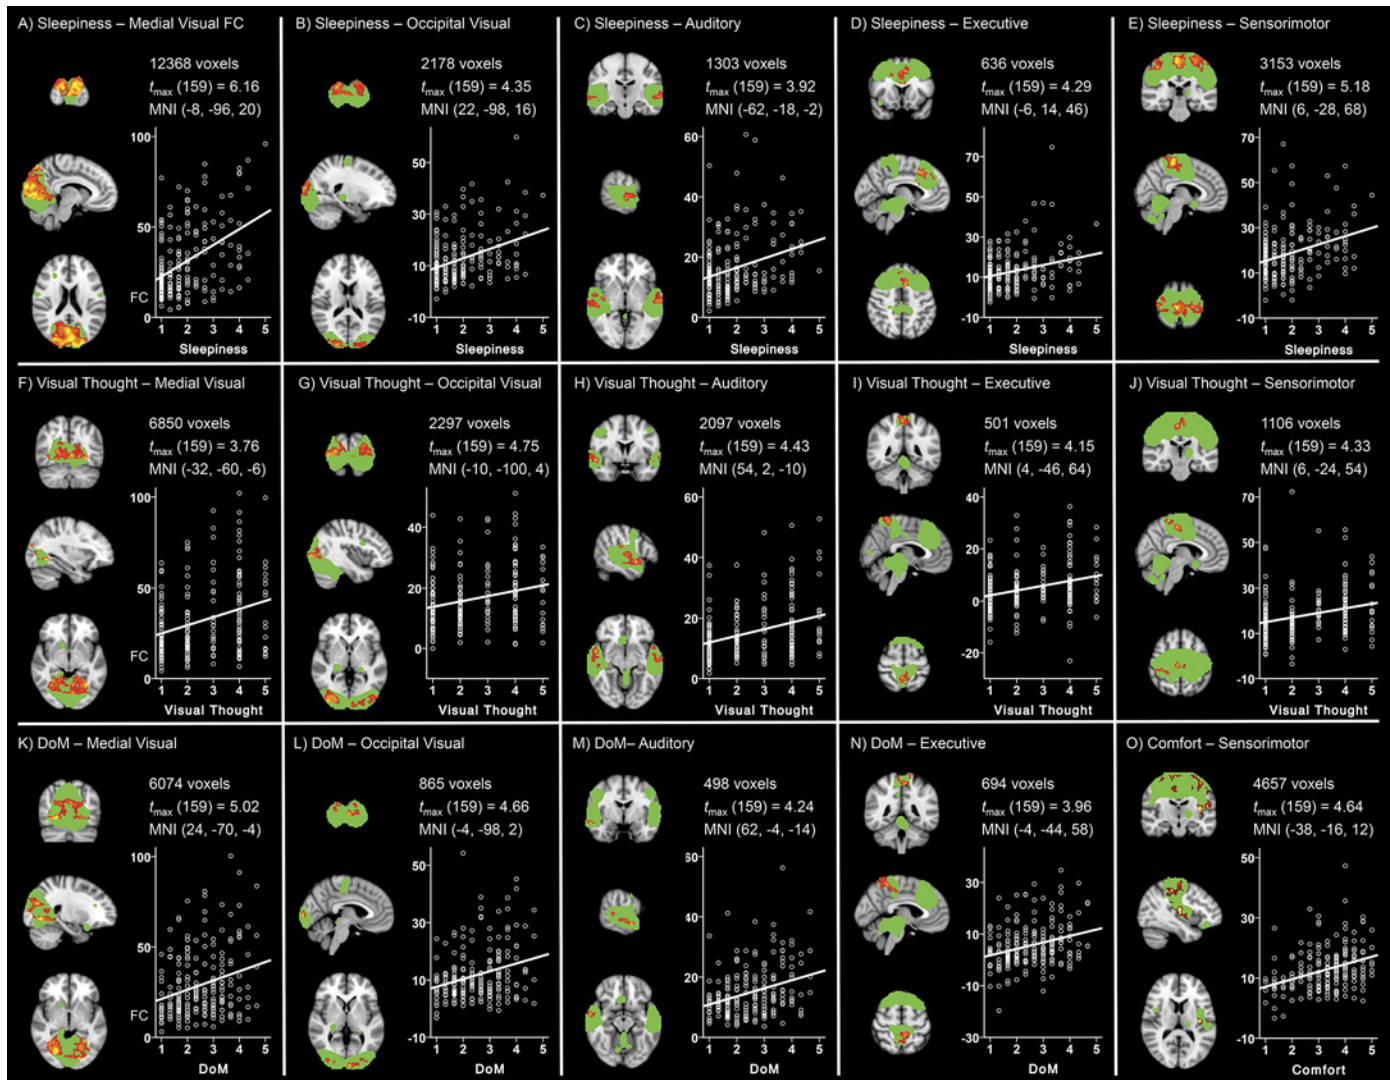 A) Sleepiness – Medial Visual FC
12368 voxels
tmax (159) = 6.16
MNI (-8, -96, 20)
100
50
FC
0
1 2 3 4 5
Sleepiness
B) Sleepiness – Occipital Visual
2178 voxels
tmax (159) = 4.35
MNI (22, -98, 16)
50
30
10
-10
1 2 3 4 5
Sleepiness
C) Sleepiness – Auditory
1303 voxels
tmax (159) = 3.92
MNI (-62, -18, -2)
60
40
20
0
1 2 3 4 5
Sleepiness
D) Sleepiness – Executive
636 voxels
tmax (159) = 4.29
MNI (-6, 14, 46)
70
50
30
10
-10
1 2 3 4 5
Sleepiness
E) Sleepiness – Sensorimotor
3153 voxels
tmax (159) = 5.18
MNI (6, -28, 68)
70
50
30
10
-10
1 2 3 4 5
Sleepiness
F) Visual Thought – Medial Visual
6850 voxels
tmax (159) = 3.76
MNI (-32, -60, -6)
100
50
FC
0
1 2 3 4 5
Visual Thought
G) Visual Thought – Occipital Visual
2297 voxels
tmax (159) = 4.75
MNI (-10, -100, 4)
40
20
0
1 2 3 4 5
Visual Thought
H) Visual Thought – Auditory
2097 voxels
tmax (159) = 4.43
MNI (54, 2, -10)
60
40
20
0
1 2 3 4 5
Visual Thought
I) Visual Thought – Executive
501 voxels
tmax (159) = 4.15
MNI (4, -46, 64)
40
20
0
-20
1 2 3 4 5
Visual Thought
J) Visual Thought – Sensorimotor
1106 voxels
tmax (159) = 4.33
MNI (6, -24, 54)
70
50
30
10
-10
1 2 3 4 5
Visual Thought
K) DoM – Medial Visual
6074 voxels
tmax (159) = 5.02
MNI (24, -70, -4)
100
50
FC
0
1 2 3 4 5
DoM
L) DoM – Occipital Visual
865 voxels
tmax (159) = 4.66
MNI (-4, -98, 2)
50
30
10
-10
1 2 3 4 5
DoM
M) DoM– Auditory
498 voxels
tmax (159) = 4.24
MNI (62, -4, -14)
60
40
20
0
1 2 3 4 5
DoM
N) DoM – Executive
694 voxels
tmax (159) = 3.96
MNI (-4, -44, 58)
50
30
10
-10
-30
1 2 3 4 5
DoM
O) Comfort – Sensorimotor
4657 voxels
tmax (159) = 4.64
MNI (-38, -16, 12)
50
30
10
-10
1 2 3 4 5
Comfort